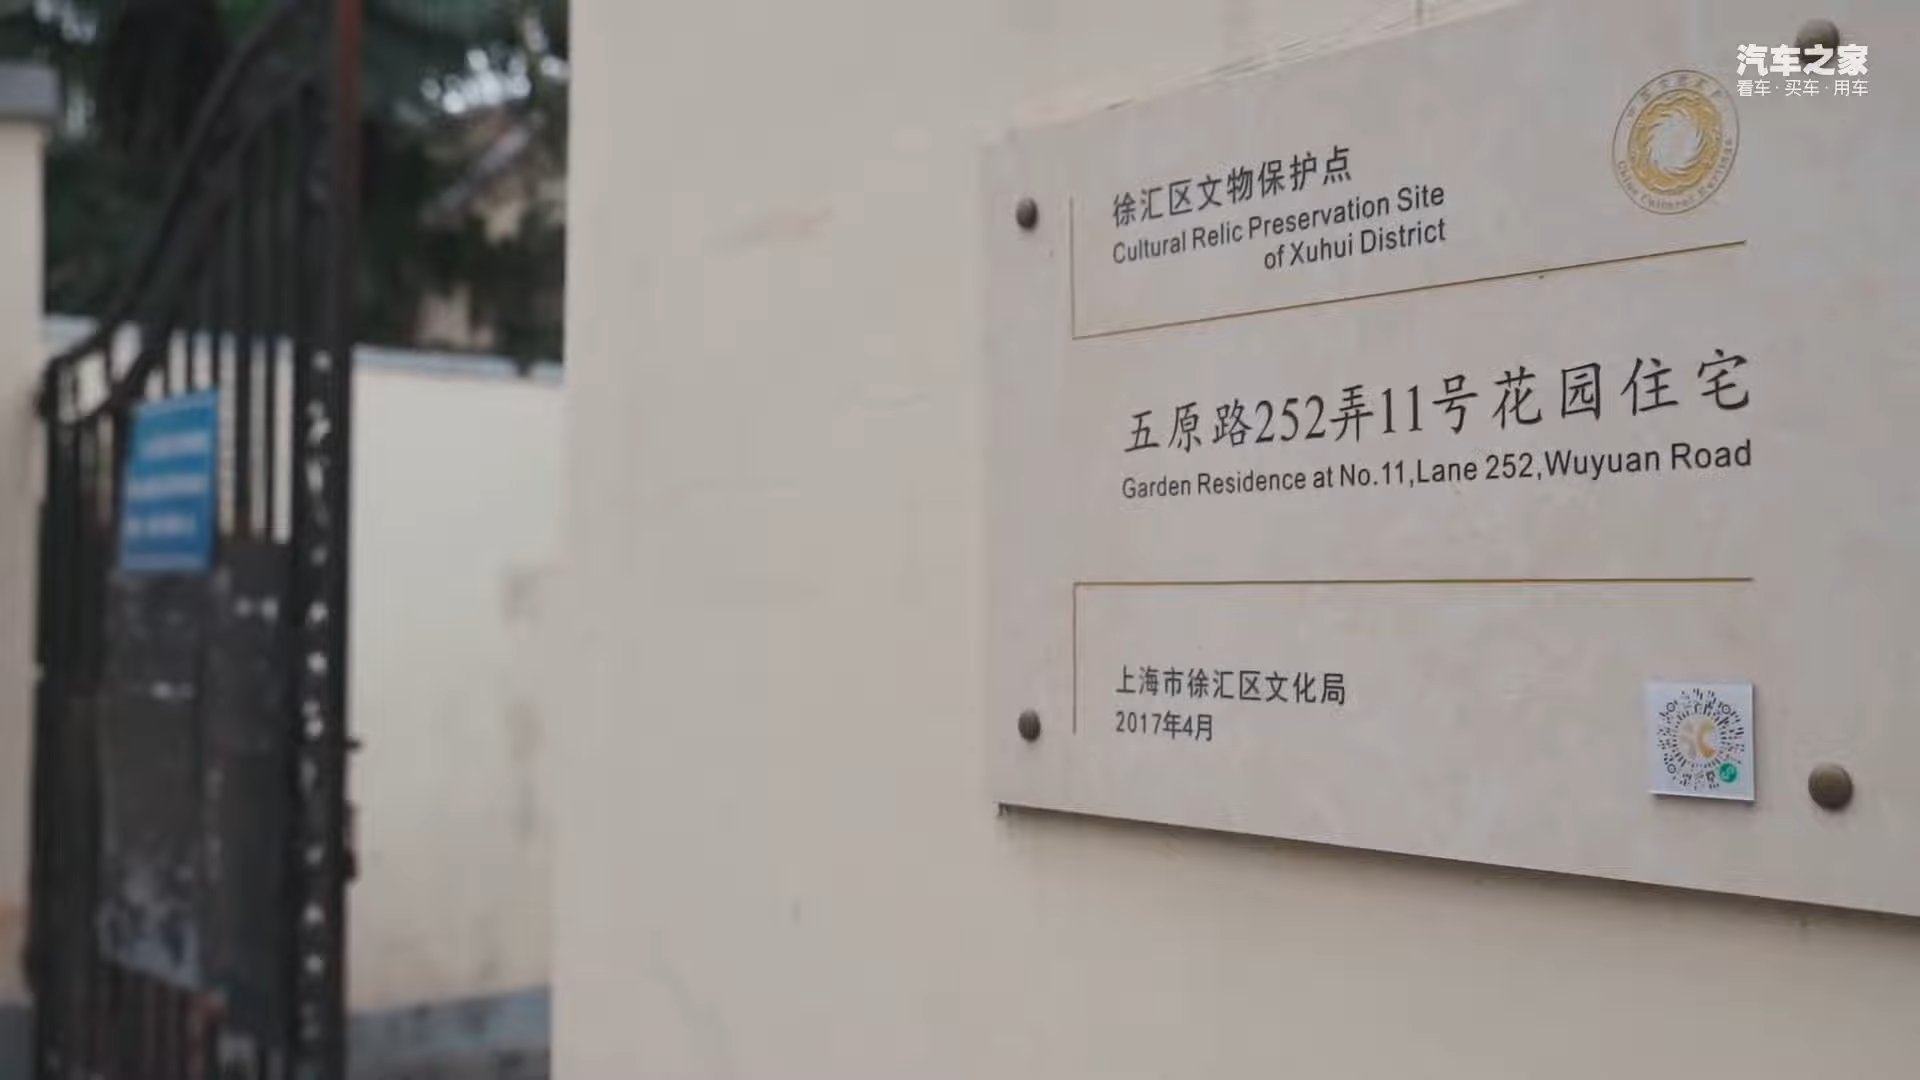 汽车之家
看车·买车·用车
徐汇区文物保护点
Cultural Relic Preservation Site
of Xuhui District
五原路252弄11号花园住宅
Garden Residence at No.11,Lane 252,Wuyuan Road
上海市徐汇区文化局
2017年4月